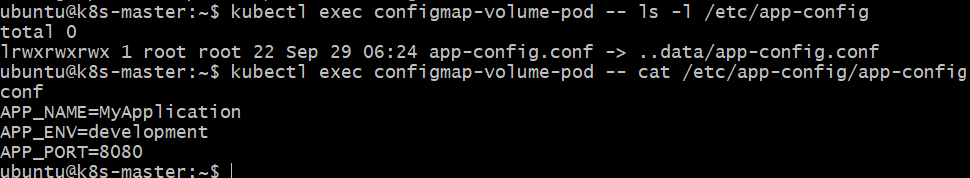 ubuntu@k8s-master:~$ kubectl exec configmap-volume-pod -- ls -l /etc/app-config
total 0
lrwxrwxrwx 1 root root 22 Sep 29 06:24 app-config.conf -> ..data/app-config.conf
ubuntu@k8s-master:~$ kubectl exec configmap-volume-pod -- cat /etc/app-config/app-config
conf
APP_NAME=MyApplication
APP_ENV=development
APP_PORT=8080
ubuntu@k8s-master:~$